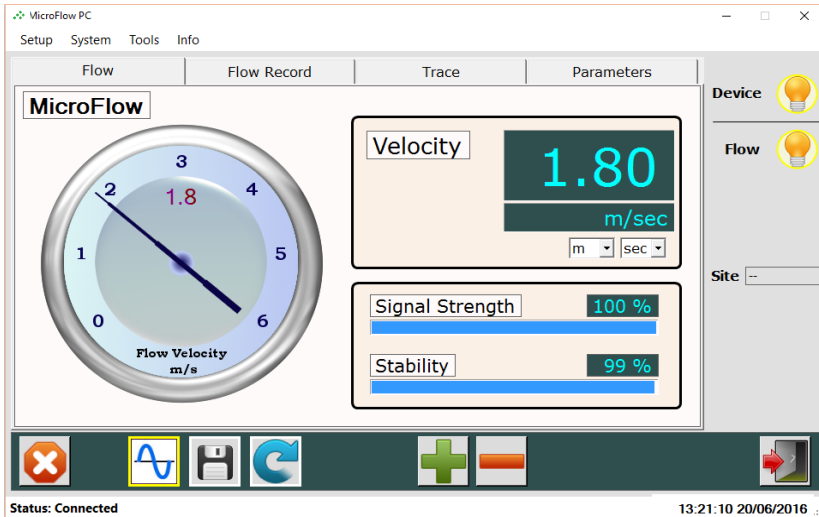 MicroFlow PC
Setup System Tools Info
Flow Flow Record Trace Parameters
MicroFlow
0 1 2 3 4 5 6
1.8
Flow Velocity
m/s
Velocity
1.80
m/sec
m sec
Signal Strength 100 %
Stability 99 %
Device
Flow
Site --
Status: Connected 13:21:10 20/06/2016